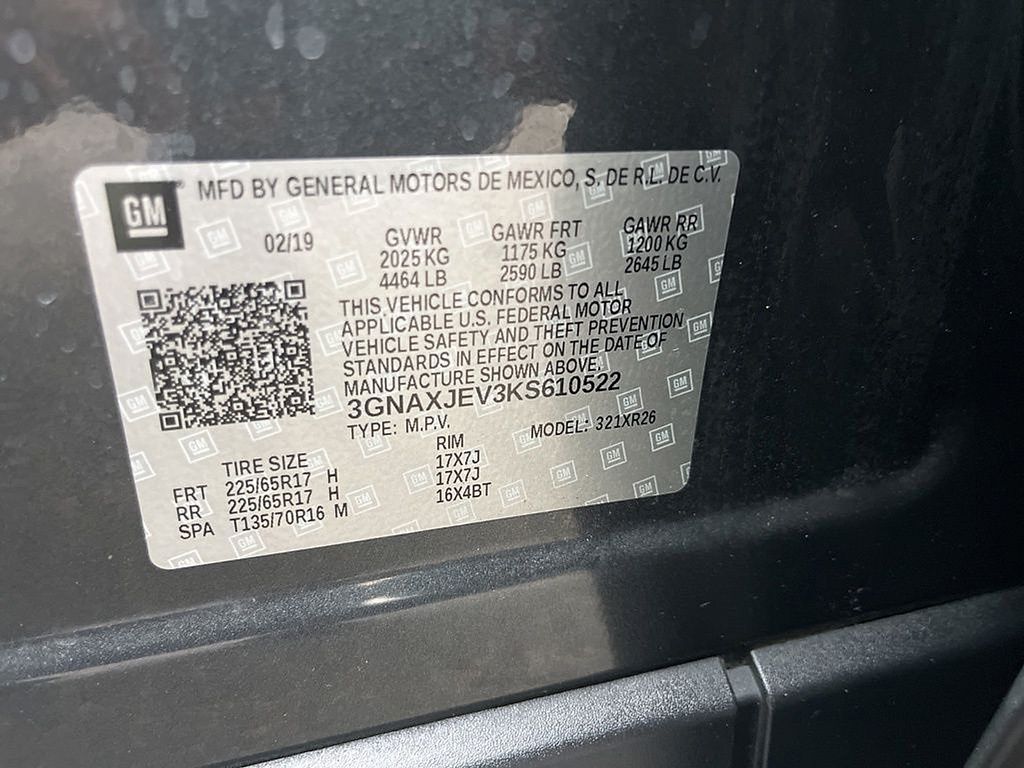 GM
MFD BY GENERAL MOTORS DE MEXICO, S. DE R.L. DE C.V.
02/19 GVWR GAWR FRT GAWR RR
2025 KG 1175 KG 1200 KG
4464 LB 2590 LB 2645 LB
THIS VEHICLE CONFORMS TO ALL
APPLICABLE U.S. FEDERAL MOTOR
VEHICLE SAFETY AND THEFT PREVENTION
STANDARDS IN EFFECT ON THE DATE OF
MANUFACTURE SHOWN ABOVE.
3GNAXJEV3KS610522
TYPE: M.P.V. MODEL: 321XR26
TIRE SIZE RIM
FRT 225/65R17 H 17X7J
RR 225/65R17 H 17X7J
SPA T135/70R16 M 16X4BT